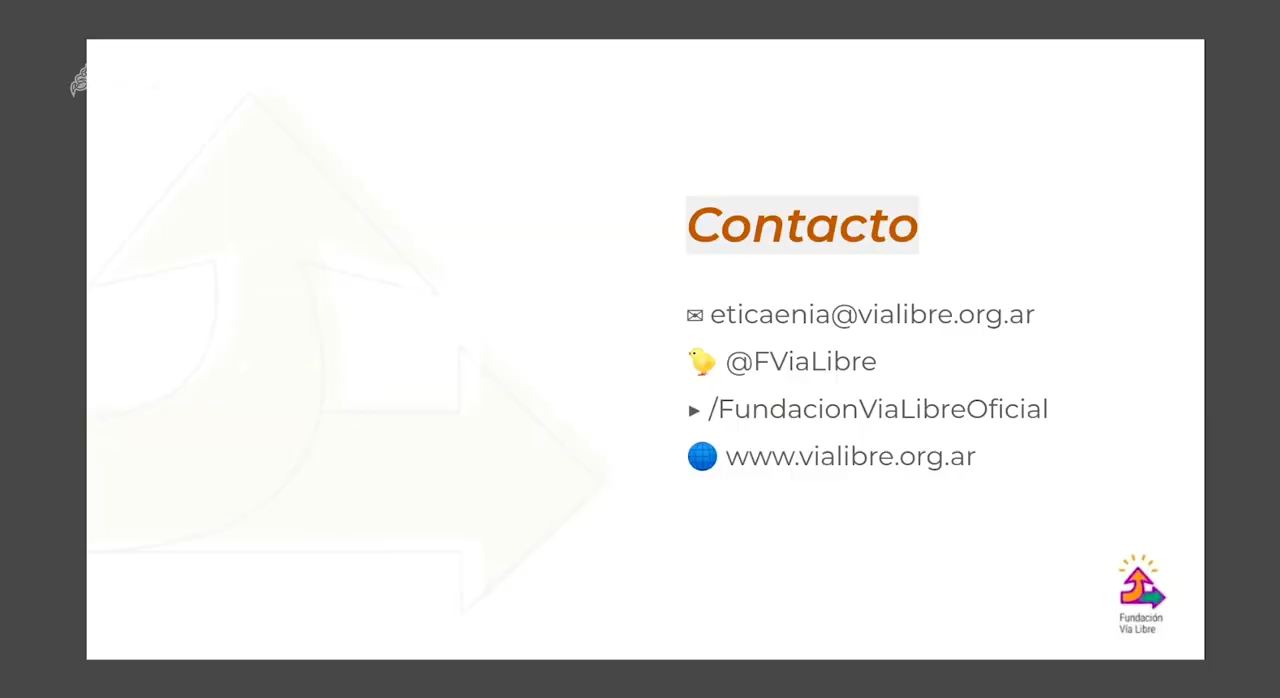 Contacto
✉ eticaenia@vialibre.org.ar
🐤 @FViaLibre
▸ /FundacionViaLibreOficial
🌐 www.vialibre.org.ar
Fundación
Vía Libre